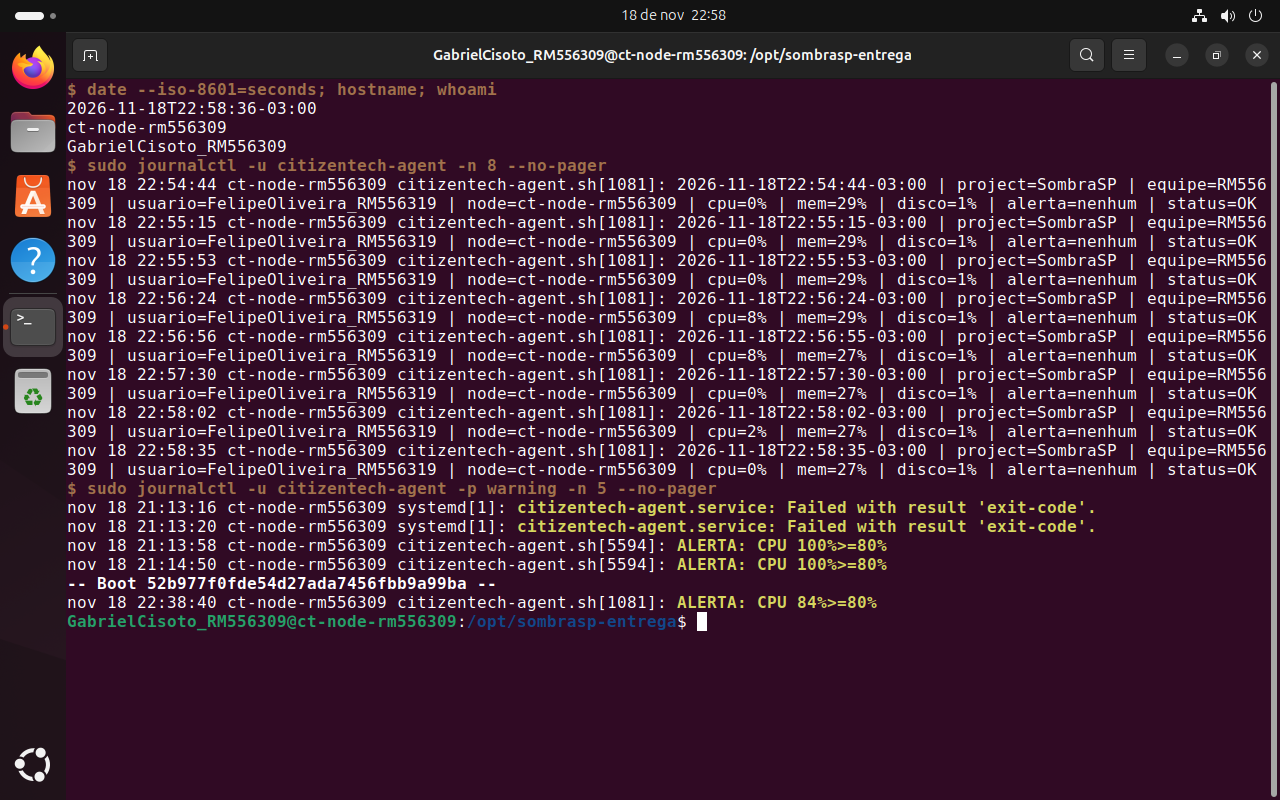 18 de nov 22:58
GabrielCisoto_RM556309@ct-node-rm556309: /opt/sombrasp-entrega
$ date --iso-8601=seconds; hostname; whoami
2026-11-18T22:58:36-03:00
ct-node-rm556309
GabrielCisoto_RM556309
$ sudo journalctl -u citizentech-agent -n 8 --no-pager
nov 18 22:54:44 ct-node-rm556309 citizentech-agent.sh[1081]: 2026-11-18T22:54:44-03:00 | project=SombraSP | equipe=RM556
309 | usuario=FelipeOliveira_RM556319 | node=ct-node-rm556309 | cpu=0% | mem=29% | disco=1% | alerta=nenhum | status=OK
nov 18 22:55:15 ct-node-rm556309 citizentech-agent.sh[1081]: 2026-11-18T22:55:15-03:00 | project=SombraSP | equipe=RM556
309 | usuario=FelipeOliveira_RM556319 | node=ct-node-rm556309 | cpu=0% | mem=29% | disco=1% | alerta=nenhum | status=OK
nov 18 22:55:53 ct-node-rm556309 citizentech-agent.sh[1081]: 2026-11-18T22:55:53-03:00 | project=SombraSP | equipe=RM556
309 | usuario=FelipeOliveira_RM556319 | node=ct-node-rm556309 | cpu=0% | mem=29% | disco=1% | alerta=nenhum | status=OK
nov 18 22:56:24 ct-node-rm556309 citizentech-agent.sh[1081]: 2026-11-18T22:56:24-03:00 | project=SombraSP | equipe=RM556
309 | usuario=FelipeOliveira_RM556319 | node=ct-node-rm556309 | cpu=8% | mem=29% | disco=1% | alerta=nenhum | status=OK
nov 18 22:56:56 ct-node-rm556309 citizentech-agent.sh[1081]: 2026-11-18T22:56:55-03:00 | project=SombraSP | equipe=RM556
309 | usuario=FelipeOliveira_RM556319 | node=ct-node-rm556309 | cpu=8% | mem=27% | disco=1% | alerta=nenhum | status=OK
nov 18 22:57:30 ct-node-rm556309 citizentech-agent.sh[1081]: 2026-11-18T22:57:30-03:00 | project=SombraSP | equipe=RM556
309 | usuario=FelipeOliveira_RM556319 | node=ct-node-rm556309 | cpu=0% | mem=27% | disco=1% | alerta=nenhum | status=OK
nov 18 22:58:02 ct-node-rm556309 citizentech-agent.sh[1081]: 2026-11-18T22:58:02-03:00 | project=SombraSP | equipe=RM556
309 | usuario=FelipeOliveira_RM556319 | node=ct-node-rm556309 | cpu=2% | mem=27% | disco=1% | alerta=nenhum | status=OK
nov 18 22:58:35 ct-node-rm556309 citizentech-agent.sh[1081]: 2026-11-18T22:58:35-03:00 | project=SombraSP | equipe=RM556
309 | usuario=FelipeOliveira_RM556319 | node=ct-node-rm556309 | cpu=0% | mem=27% | disco=1% | alerta=nenhum | status=OK
$ sudo journalctl -u citizentech-agent -p warning -n 5 --no-pager
nov 18 21:13:16 ct-node-rm556309 systemd[1]: citizentech-agent.service: Failed with result 'exit-code'.
nov 18 21:13:20 ct-node-rm556309 systemd[1]: citizentech-agent.service: Failed with result 'exit-code'.
nov 18 21:13:58 ct-node-rm556309 citizentech-agent.sh[5594]: ALERTA: CPU 100%>=80%
nov 18 21:14:50 ct-node-rm556309 citizentech-agent.sh[5594]: ALERTA: CPU 100%>=80%
-- Boot 52b977f0fde54d27ada7456fbb9a99ba --
nov 18 22:38:40 ct-node-rm556309 citizentech-agent.sh[1081]: ALERTA: CPU 84%>=80%
GabrielCisoto_RM556309@ct-node-rm556309:/opt/sombrasp-entrega$